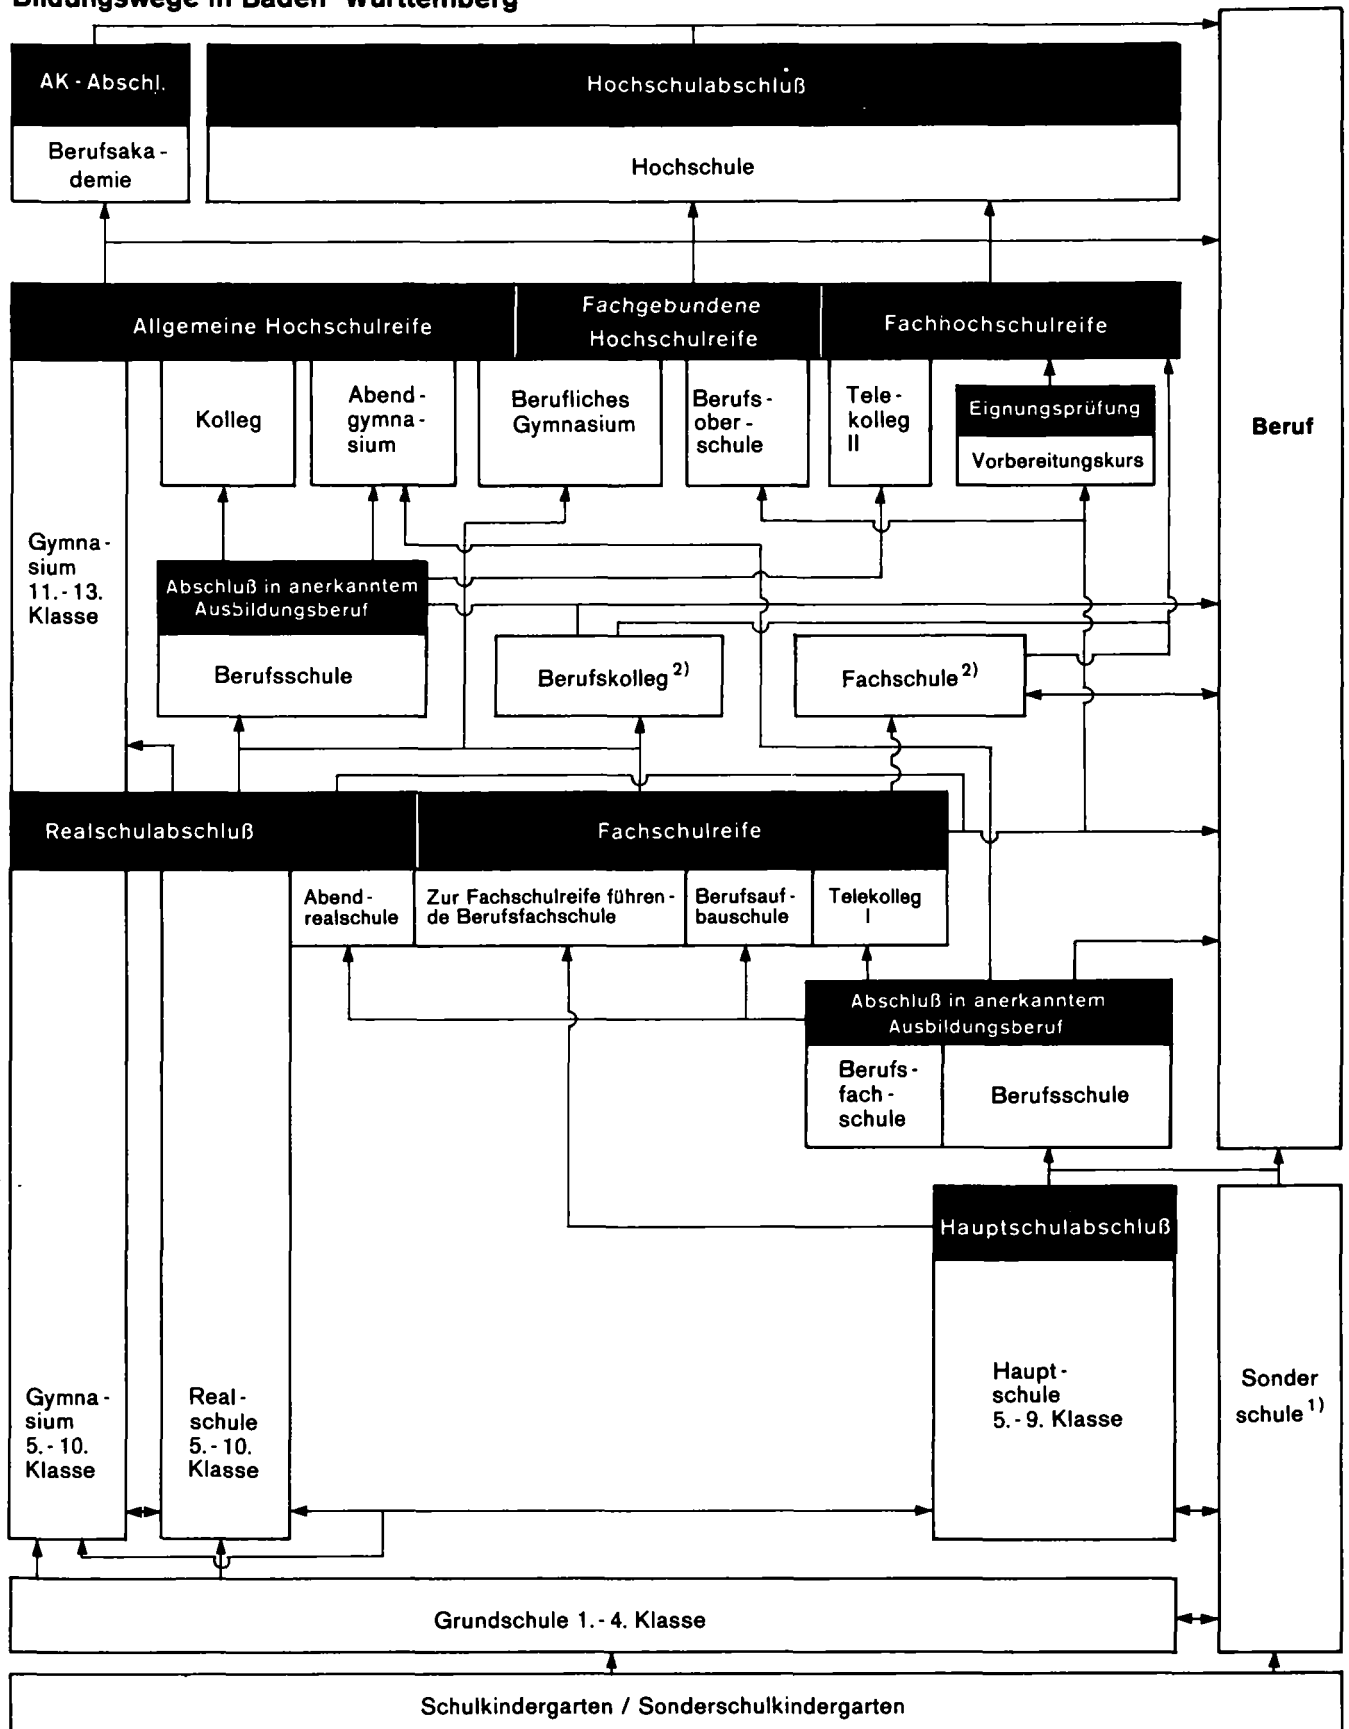 Bildungswege in Baden-Württemberg
AK-Abschl.
Hochschulabschluß
Berufsaka-
demie
Hochschule
Allgemeine Hochschulreife
Fachgebundene
Hochschulreife
Fachhochschulreife
Kolleg
Abend-
gymna-
sium
Berufliches
Gymnasium
Berufs-
ober-
schule
Tele-
kolleg
II
Eignungsprüfung
Vorbereitungskurs
Beruf
Gymna-
sium
11.-13.
Klasse
Abschluß in anerkanntem
Ausbildungsberuf
Berufsschule
Berufskolleg 2)
Fachschule 2)
Realschulabschluß
Fachschulreife
Abend-
realschule
Zur Fachschulreife führen-
de Berufsfachschule
Berufsauf-
bauschule
Telekolleg
I
Abschluß in anerkanntem
Ausbildungsberuf
Berufs-
fach-
schule
Berufsschule
Hauptschulabschluß
Gymna-
sium
5.-10.
Klasse
Real-
schule
5.-10.
Klasse
Haupt-
schule
5.-9. Klasse
Sonder
schule 1)
Grundschule 1.-4. Klasse
Schulkindergarten / Sonderschulkindergarten